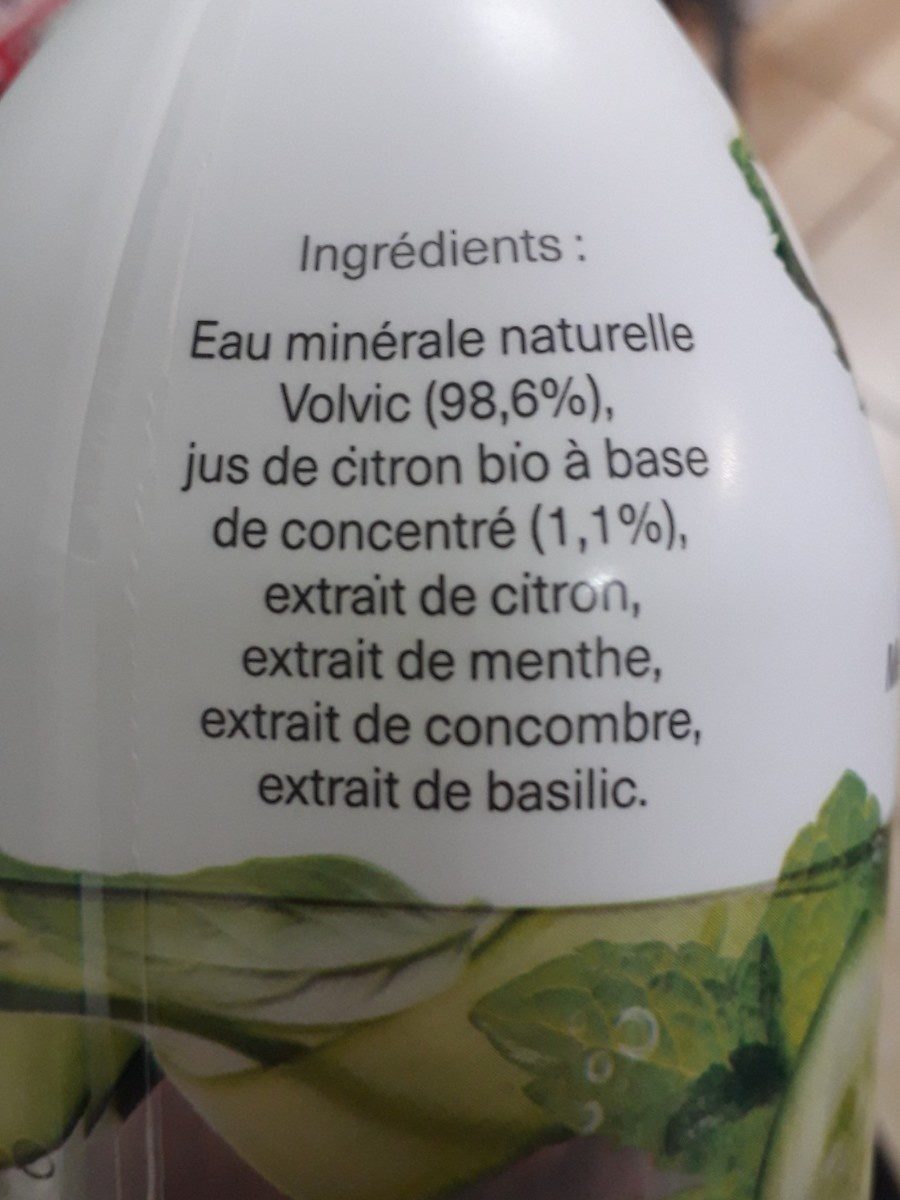 Ingrédients :
Eau minérale naturelle
Volvic (98,6%),
jus de citron bio à base
de concentré (1,1%),
extrait de citron,
extrait de menthe,
extrait de concombre,
extrait de basilic.